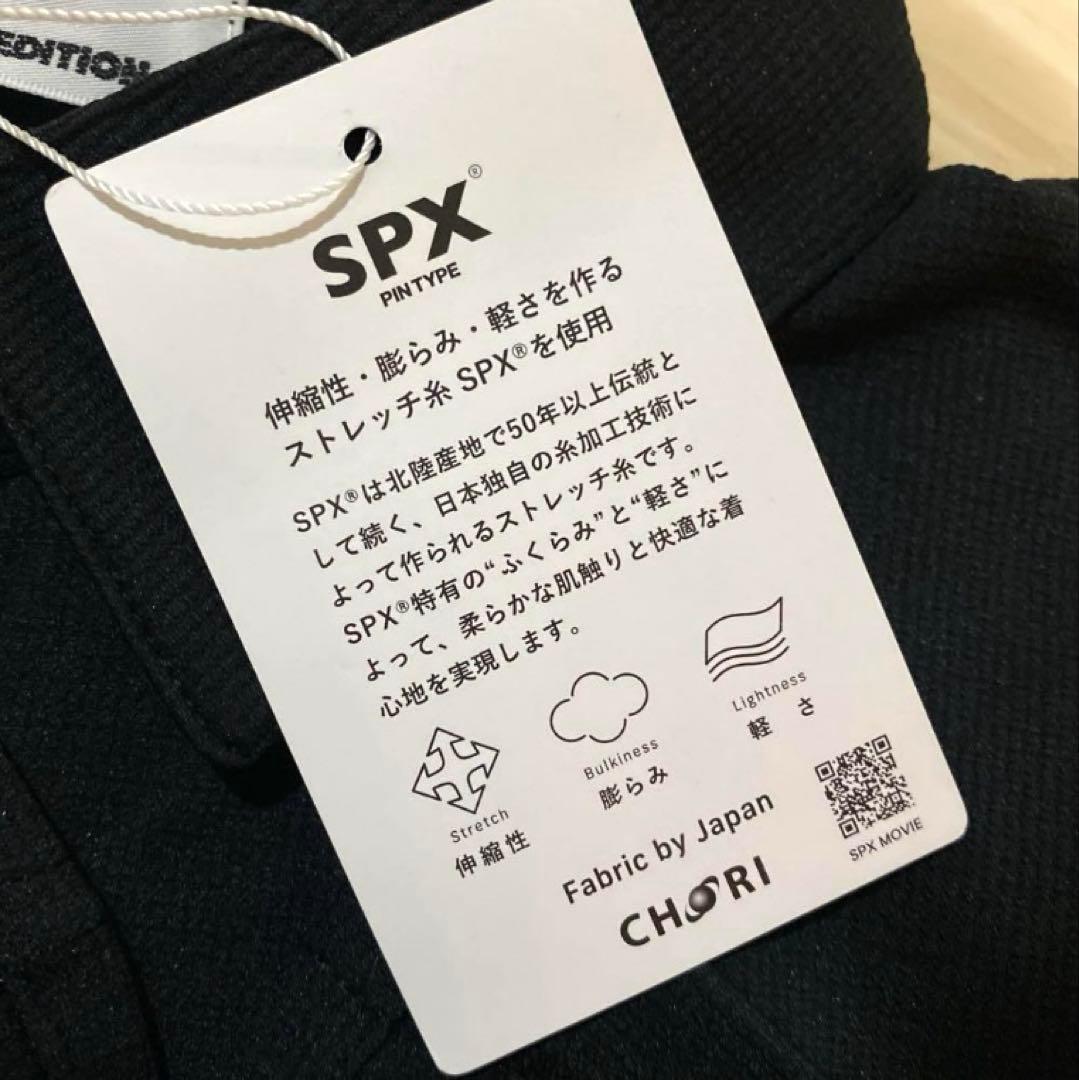 EDITION
SPX®
PIN TYPE
伸縮性・膨らみ・軽さを作る
ストレッチ糸 SPX®を使用
SPX®は北陸産地で50年以上伝統と
して続く、日本独自の糸加工技術に
よって作られるストレッチ糸です。
SPX®特有の“ふくらみ”と“軽さ”に
よって、柔らかな肌触りと快適な着
心地を実現します。
Stretch
伸縮性
Bulkiness
膨らみ
Lightness
軽さ
Fabric by Japan
CHORI
SPX MOVIE